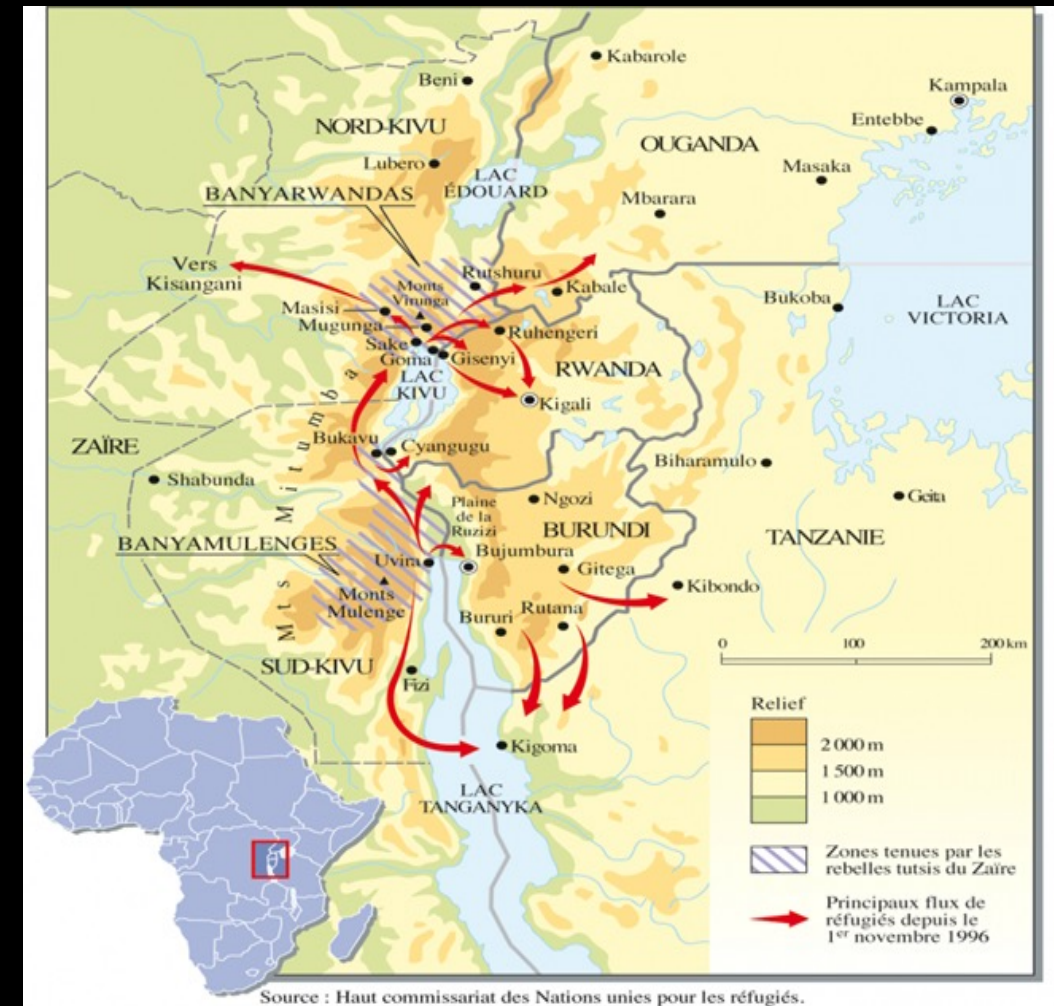 Kabarole
Beni
Kampala
Entebbe
NORD-KIVU
OUGANDA
Lubero
LAC
ÉDOUARD
Masaka
BANYARWANDAS
Mbarara
Vers
Kisangani
Rutshuru
Monts
Virunga
Kabale
Masisi
Bukoba
LAC
VICTORIA
Mugunga
Ruhengeri
Sake
Goma
Gisenyi
LAC
KIVU
RWANDA
Kigali
Mts Mitumba
ZAÏRE
Bukavu
Cyangugu
Biharamulo
Shabunda
Geita
Plaine
de la
Ruzizi
Ngozi
BURUNDI
TANZANIE
BANYAMULENGES
Uvira
Bujumbura
Gitega
Monts
Mulenge
Kibondo
Bururi
Rutana
SUD-KIVU
Fizi
0 100 200 km
Kigoma
LAC
TANGANYKA
Relief
2 000 m
1 500 m
1 000 m
Zones tenues par les
rebelles tutsis du Zaïre
Principaux flux de
réfugiés depuis le
1er novembre 1996
Source : Haut commissariat des Nations unies pour les réfugiés.